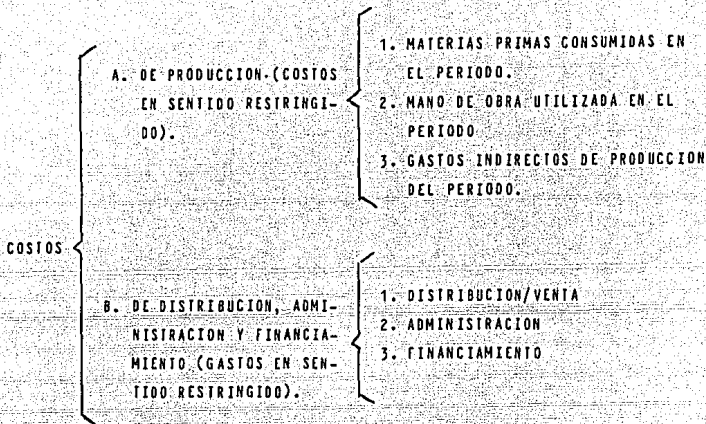 COSTOS
A. DE PRODUCCION.(COSTOS
EN SENTIDO RESTRINGI-
DO).
1. MATERIAS PRIMAS CONSUMIDAS EN
EL PERIODO.
2. MANO DE OBRA UTILIZADA EN EL
PERIODO
3. GASTOS INDIRECTOS DE PRODUCCION
DEL PERIODO.
B. DE DISTRIBUCION, ADMI-
NISTRACION Y FINANCIA-
MIENTO (GASTOS EN SEN-
TIDO RESTRINGIDO).
1. DISTRIBUCION/VENTA
2. ADMINISTRACION
3. FINANCIAMIENTO